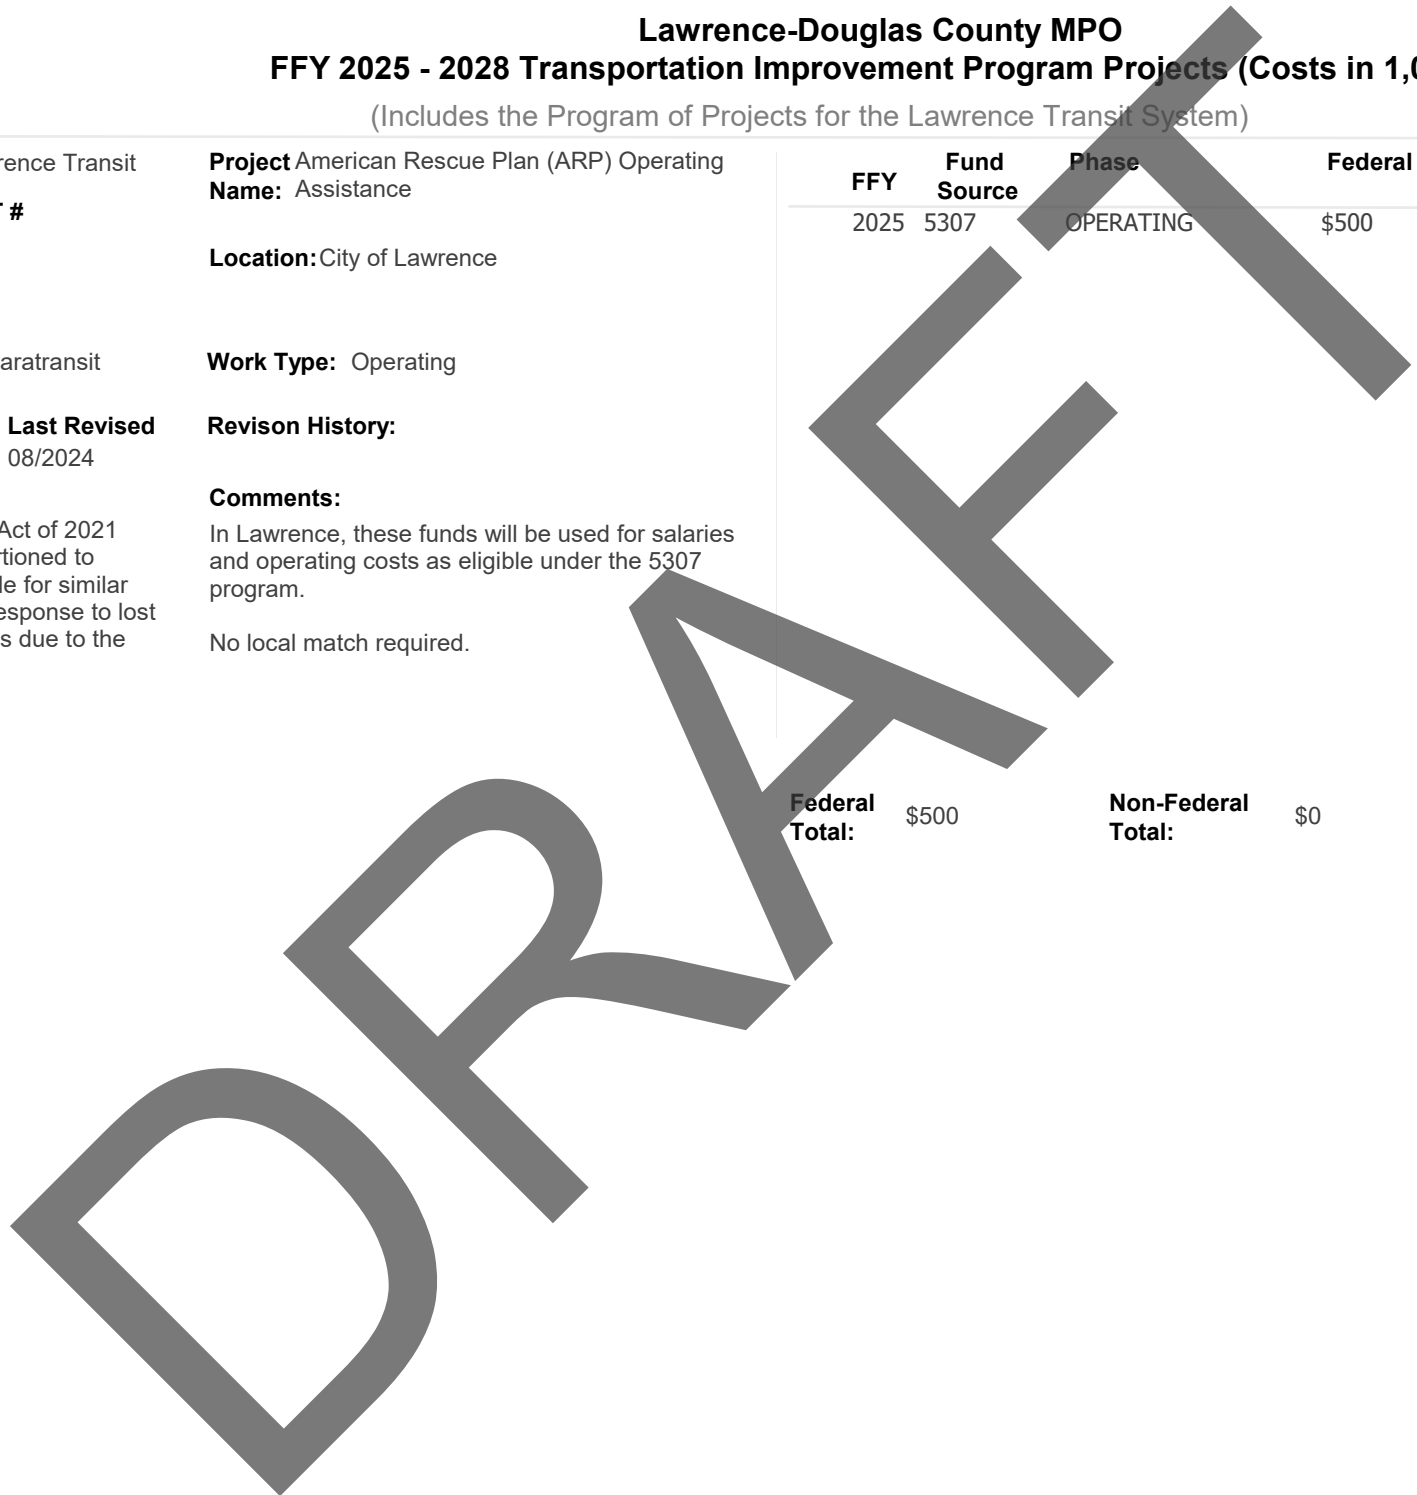 Lawrence-Douglas County MPO
FFY 2025 - 2028 Transportation Improvement Program Projects (Costs in 1,0
(Includes the Program of Projects for the Lawrence Transit System)
rence Transit
T #
aratransit
Last Revised
08/2024
Act of 2021
rtioned to
le for similar
esponse to lost
s due to the
Project Name: American Rescue Plan (ARP) Operating
Assistance
Location: City of Lawrence
Work Type: Operating
Revison History:
Comments:
In Lawrence, these funds will be used for salaries
and operating costs as eligible under the 5307
program.
No local match required.
FFY Fund Source Phase Federal
2025 5307 OPERATING $500
Federal Total: $500 Non-Federal Total: $0
DRAFT